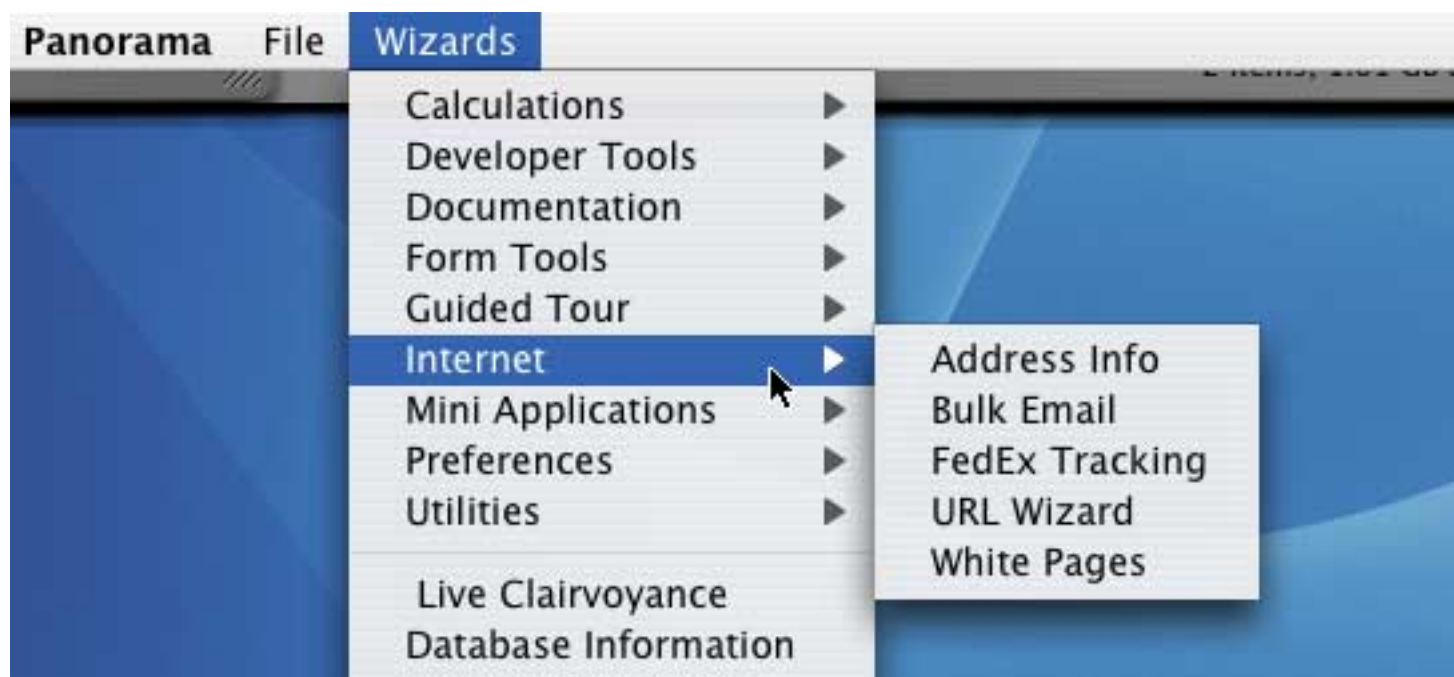 Panorama File Wizards
Calculations
Developer Tools
Documentation
Form Tools
Guided Tour
Internet
Mini Applications
Preferences
Utilities
Live Clairvoyance
Database Information
Address Info
Bulk Email
FedEx Tracking
URL Wizard
White Pages